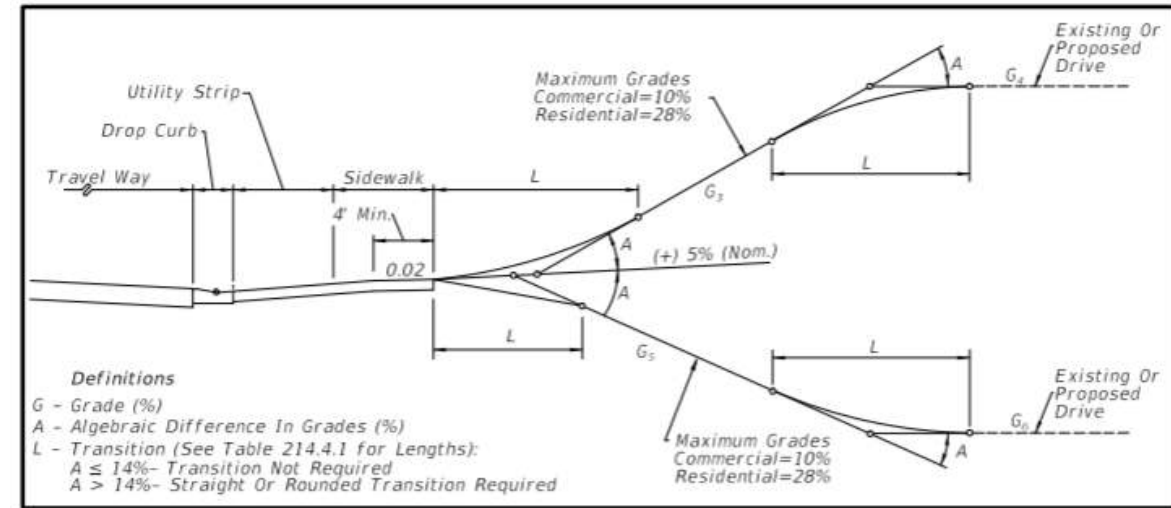 Existing Or
Proposed
Drive
A
G₄
Maximum Grades
Commercial=10%
Residential=28%
Utility Strip
Drop Curb
Travel Way
Sidewalk
L
L
G₃
4' Min.
A
(+) 5% (Nom.)
0.02
A
L
G₅
L
Existing Or
Proposed
Drive
G₆
A
Maximum Grades
Commercial=10%
Residential=28%
Definitions
G – Grade (%)
A – Algebraic Difference In Grades (%)
L – Transition (See Table 214.4.1 for Lengths):
A ≤ 14%– Transition Not Required
A > 14%– Straight Or Rounded Transition Required